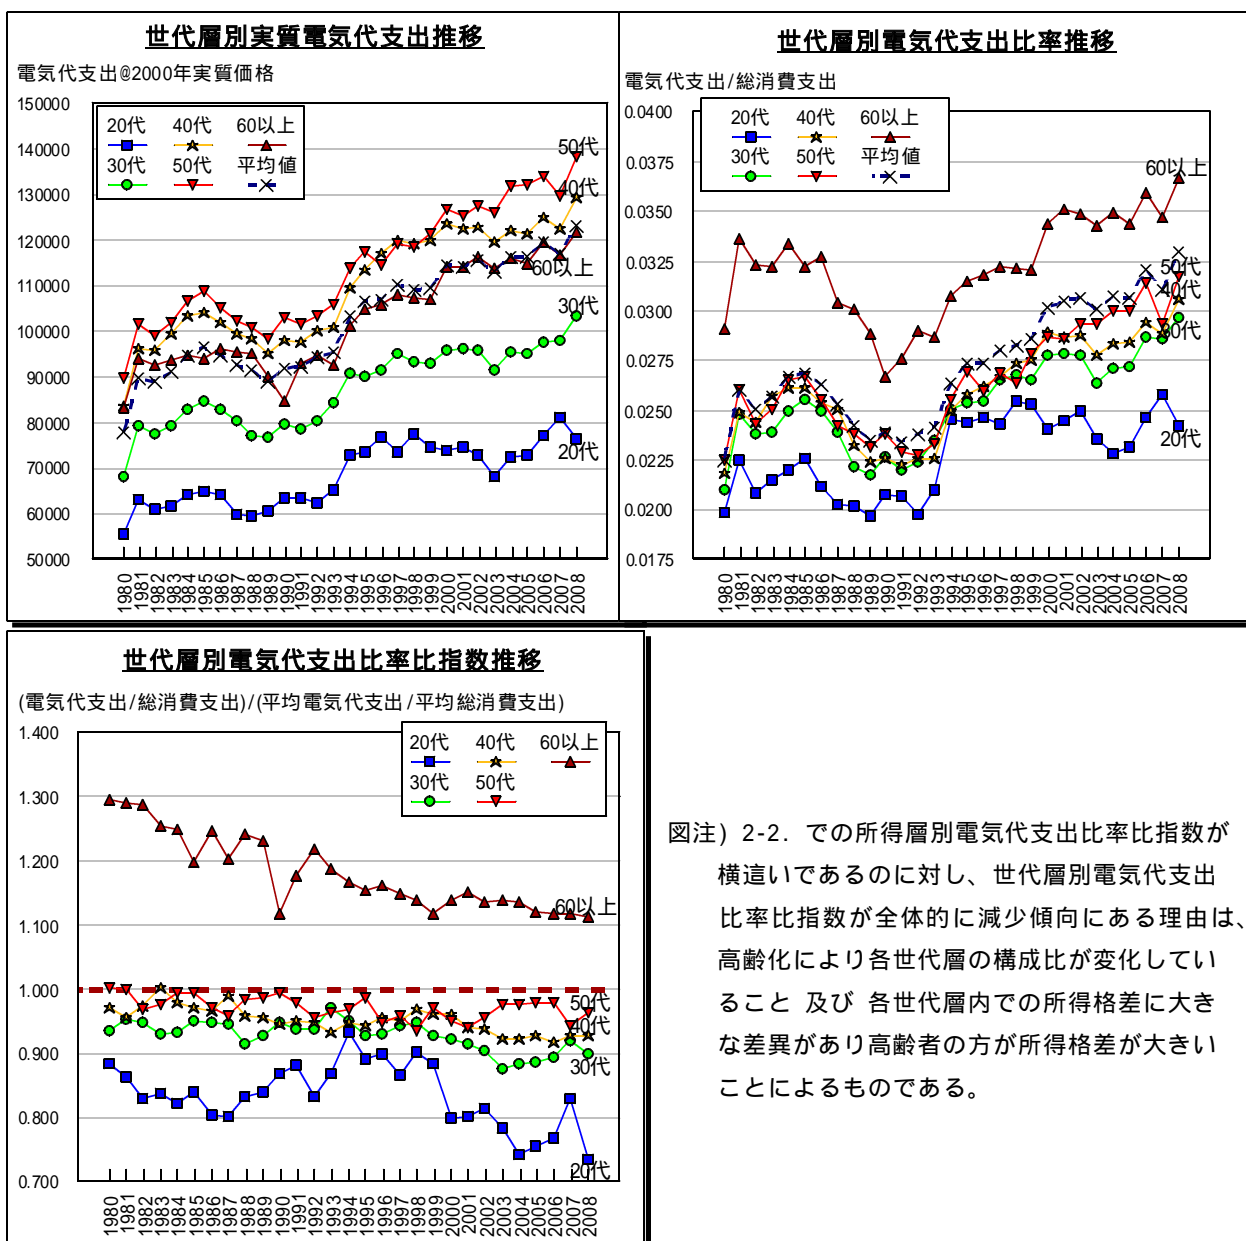 世代層別実質電気代支出推移
電気代支出@2000年実質価格
150000
140000
130000
120000
110000
100000
90000
80000
70000
60000
50000
20代 40代 60以上
30代 50代 平均値
50代
40代
60以上
30代
20代
1980 1981 1982 1983 1984 1985 1986 1987 1988 1989 1990 1991 1992 1993 1994 1995 1996 1997 1998 1999 2000 2001 2002 2003 2004 2005 2006 2007 2008
世代層別電気代支出比率推移
電気代支出/総消費支出
0.0400
0.0375
0.0350
0.0325
0.0300
0.0275
0.0250
0.0225
0.0200
0.0175
20代 40代 60以上
30代 50代 平均値
60以上
50代
40代
30代
20代
1980 1981 1982 1983 1984 1985 1986 1987 1988 1989 1990 1991 1992 1993 1994 1995 1996 1997 1998 1999 2000 2001 2002 2003 2004 2005 2006 2007 2008
世代層別電気代支出比率比指数推移
(電気代支出/総消費支出)/(平均電気代支出/平均総消費支出)
1.400
1.300
1.200
1.100
1.000
0.900
0.800
0.700
20代 40代 60以上
30代 50代
60以上
50代
40代
30代
20代
1980 1981 1982 1983 1984 1985 1986 1987 1988 1989 1990 1991 1992 1993 1994 1995 1996 1997 1998 1999 2000 2001 2002 2003 2004 2005 2006 2007 2008
図注) 2-2. での所得層別電気代支出比率比指数が
横這いであるのに対し、世代層別電気代支出
比率比指数が全体的に減少傾向にある理由は、
高齢化により各世代層の構成比が変化してい
ること 及び 各世代層内での所得格差に大き
な差異があり高齢者の方が所得格差が大きい
ことによるものである。